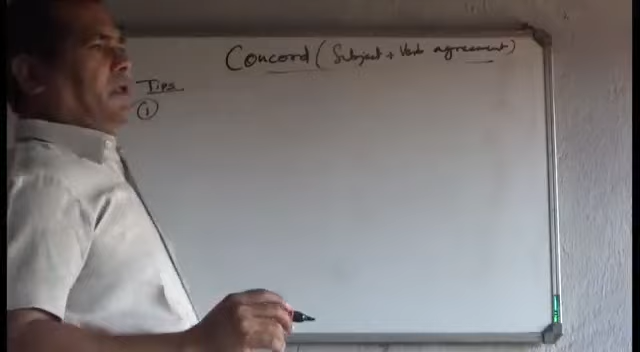 Concord ( Subject + Verb agreement )
Tips
①